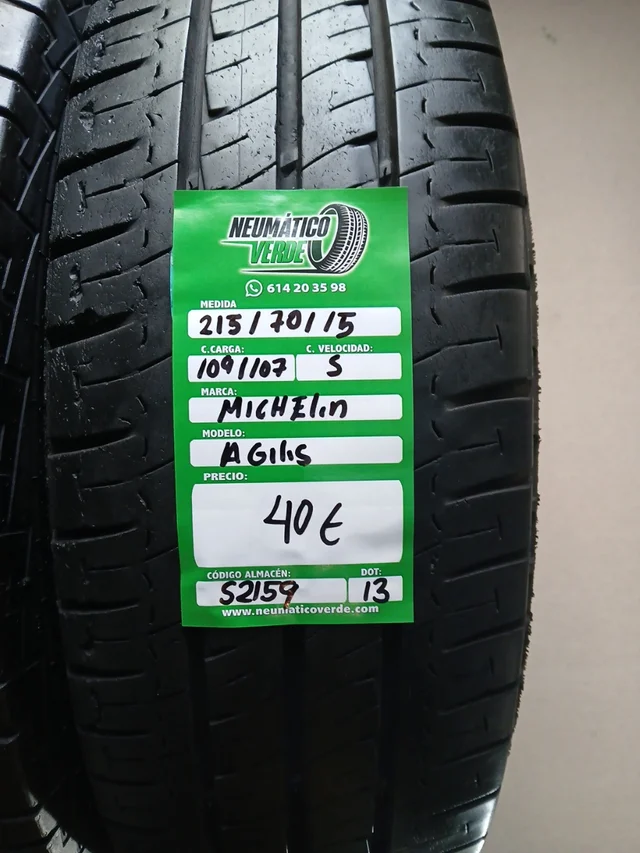 NEUMÁTICO
VERDE
614 20 35 98
MEDIDA
215/70/15
C.CARGA: C. VELOCIDAD:
109/107 S
MARCA:
MICHElin
MODELO:
AGilis
PRECIO:
40€
CÓDIGO ALMACÉN: DOT:
S2159 13
www.neumaticoverde.com